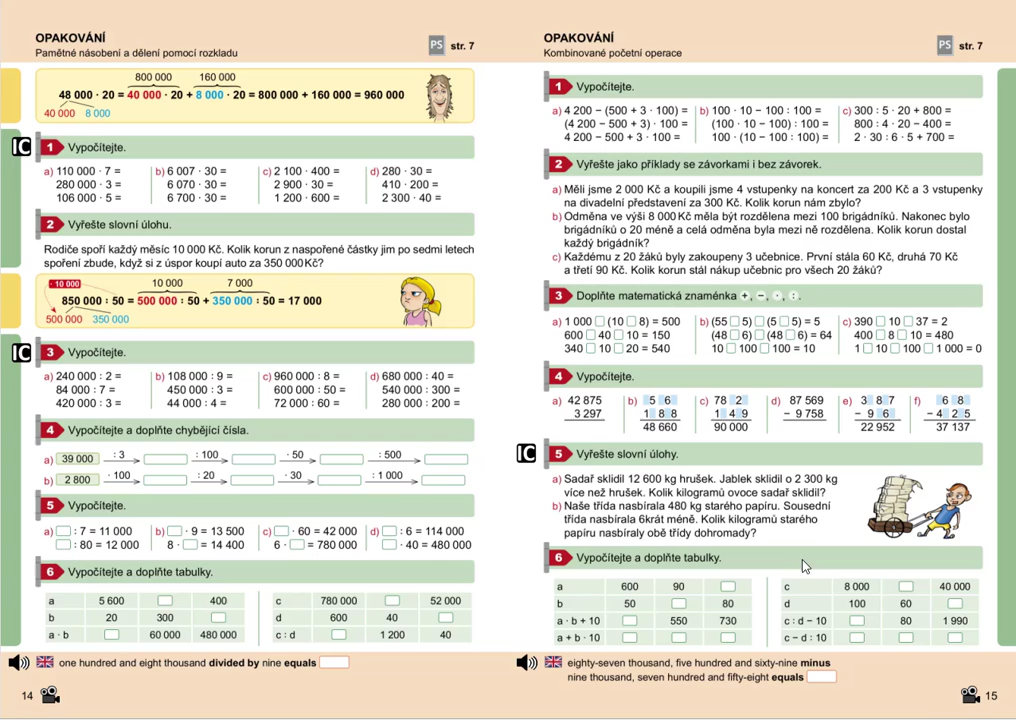 OPAKOVÁNÍ
Pamětné násobení a dělení pomocí rozkladu
PS str. 7
800 000 160 000
48 000 · 20 = 40 000 · 20 + 8 000 · 20 = 800 000 + 160 000 = 960 000
40 000 8 000
IC
1 Vypočítejte.
a) 110 000 · 7 = b) 6 007 · 30 = c) 2 100 · 400 = d) 280 · 30 =
280 000 · 3 = 6 070 · 30 = 2 900 · 30 = 410 · 200 =
106 000 · 5 = 6 700 · 30 = 1 200 · 600 = 2 300 · 40 =
2 Vyřešte slovní úlohu.
Rodiče spoří každý měsíc 10 000 Kč. Kolik korun z naspořené částky jim po sedmi letech
spoření zbude, když si z úspor koupí auto za 350 000 Kč?
· 10 000 10 000 7 000
850 000 : 50 = 500 000 : 50 + 350 000 : 50 = 17 000
500 000 350 000
IC
3 Vypočítejte.
a) 240 000 : 2 = b) 108 000 : 9 = c) 960 000 : 8 = d) 680 000 : 40 =
84 000 : 7 = 450 000 : 3 = 600 000 : 50 = 540 000 : 300 =
420 000 : 3 = 44 000 : 4 = 72 000 : 60 = 280 000 : 200 =
4 Vypočítejte a doplňte chybějící čísla.
a) 39 000 : 3 : 100 · 50 : 500
b) 2 800 · 100 : 20 · 30 : 1 000
5 Vypočítejte.
a) □ : 7 = 11 000 b) □ · 9 = 13 500 c) □ · 60 = 42 000 d) □ : 6 = 114 000
□ : 80 = 12 000 8 · □ = 14 400 6 · □ = 780 000 □ · 40 = 480 000
6 Vypočítejte a doplňte tabulky.
a 5 600 □ 400 c 780 000 □ 52 000
b 20 300 □ d 600 40 □
a · b □ 60 000 480 000 c : d □ 1 200 40
one hundred and eight thousand divided by nine equals
14
OPAKOVÁNÍ
Kombinované početní operace
PS str. 7
1 Vypočítejte.
a) 4 200 − (500 + 3 · 100) = b) 100 · 10 − 100 : 100 = c) 300 : 5 · 20 + 800 =
(4 200 − 500 + 3) · 100 = (100 · 10 − 100) : 100 = 800 : 4 · 20 − 400 =
4 200 − 500 + 3 · 100 = 100 · (10 − 100 : 100) = 2 · 30 : 6 · 5 + 700 =
2 Vyřešte jako příklady se závorkami i bez závorek.
a) Měli jsme 2 000 Kč a koupili jsme 4 vstupenky na koncert za 200 Kč a 3 vstupenky
na divadelní představení za 300 Kč. Kolik korun nám zbylo?
b) Odměna ve výši 8 000 Kč měla být rozdělena mezi 100 brigádníků. Nakonec bylo
brigádníků o 20 méně a celá odměna byla mezi ně rozdělena. Kolik korun dostal
každý brigádník?
c) Každému z 20 žáků byly zakoupeny 3 učebnice. První stála 60 Kč, druhá 70 Kč
a třetí 90 Kč. Kolik korun stál nákup učebnic pro všech 20 žáků?
3 Doplňte matematická znaménka +, −, ·, :.
a) 1 000 □ (10 □ 8) = 500 b) (55 □ 5) □ (5 □ 5) = 5 c) 390 □ 10 □ 37 = 2
600 □ 40 □ 10 = 150 (48 □ 6) □ (48 □ 6) = 64 400 □ 8 □ 10 = 480
340 □ 10 □ 20 = 540 10 □ 100 □ 100 = 10 1 □ 10 □ 100 □ 1 000 = 0
4 Vypočítejte.
a) 42 875 b) 5 6 c) 78 2 d) 87 569 e) 3 8 7 f) 6 8
3 297 1 8 8 1 4 9 − 9 758 − 9 6 − 4 2 5
48 660 90 000 22 952 37 137
IC
5 Vyřešte slovní úlohy.
a) Sadař sklidil 12 600 kg hrušek. Jablek sklidil o 2 300 kg
více než hrušek. Kolik kilogramů ovoce sadař sklidil?
b) Naše třída nasbírala 480 kg starého papíru. Sousední
třída nasbírala 6krát méně. Kolik kilogramů starého
papíru nasbíraly obě třídy dohromady?
6 Vypočítejte a doplňte tabulky.
a 600 90 □ c 8 000 □ 40 000
b 50 □ 80 d 100 60 □
a · b + 10 □ 550 730 c : d − 10 □ 80 1 990
a + b · 10 □ □ □ c − d : 10 □ □ □
eighty-seven thousand, five hundred and sixty-nine minus
nine thousand, seven hundred and fifty-eight equals
15